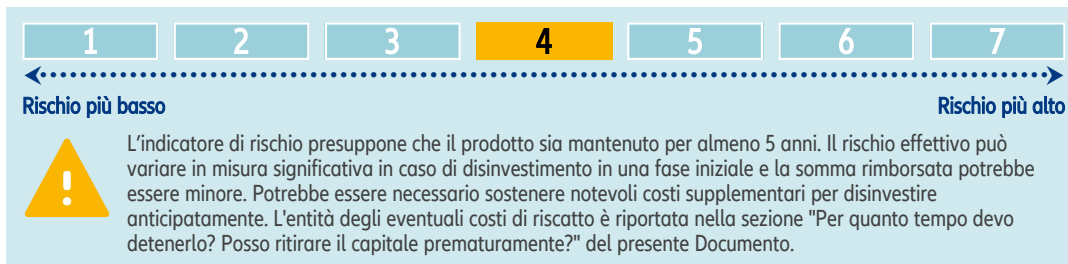 1 2 3 4 5 6 7
Rischio più basso Rischio più alto
L'indicatore di rischio presuppone che il prodotto sia mantenuto per almeno 5 anni. Il rischio effettivo può
variare in misura significativa in caso di disinvestimento in una fase iniziale e la somma rimborsata potrebbe
essere minore. Potrebbe essere necessario sostenere notevoli costi supplementari per disinvestire
anticipatamente. L'entità degli eventuali costi di riscatto è riportata nella sezione "Per quanto tempo devo
detenerlo? Posso ritirare il capitale prematuramente?" del presente Documento.